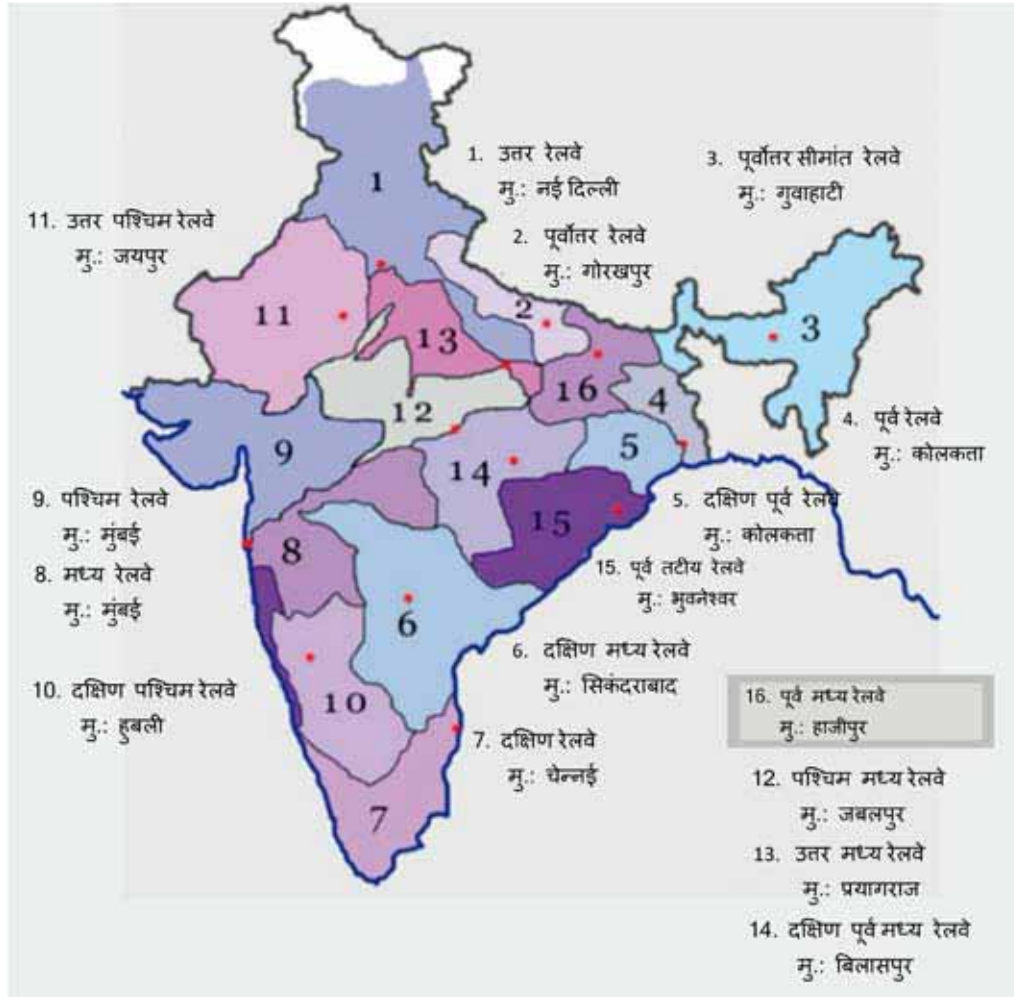 1. उत्तर रेलवे
मु.: नई दिल्ली
3. पूर्वोत्तर सीमांत रेलवे
मु.: गुवाहाटी
11. उत्तर पश्चिम रेलवे
मु.: जयपुर
2. पूर्वोत्तर रेलवे
मु.: गोरखपुर
1
2
11
3
13
16
12
4
4. पूर्व रेलवे
मु.: कोलकता
9
14
5
9. पश्चिम रेलवे
मु.: मुंबई
5. दक्षिण पूर्व रेलवे
मु.: कोलकता
15
8
8. मध्य रेलवे
मु.: मुंबई
15. पूर्व तटीय रेलवे
मु.: भुवनेश्वर
6
6. दक्षिण मध्य रेलवे
मु.: सिकंदराबाद
10. दक्षिण पश्चिम रेलवे
मु.: हुबली
10
16. पूर्व मध्य रेलवे
मु.: हाजीपुर
7. दक्षिण रेलवे
मु.: चेन्नई
7
12. पश्चिम मध्य रेलवे
मु.: जबलपुर
13. उत्तर मध्य रेलवे
मु.: प्रयागराज
14. दक्षिण पूर्व मध्य रेलवे
मु.: बिलासपुर